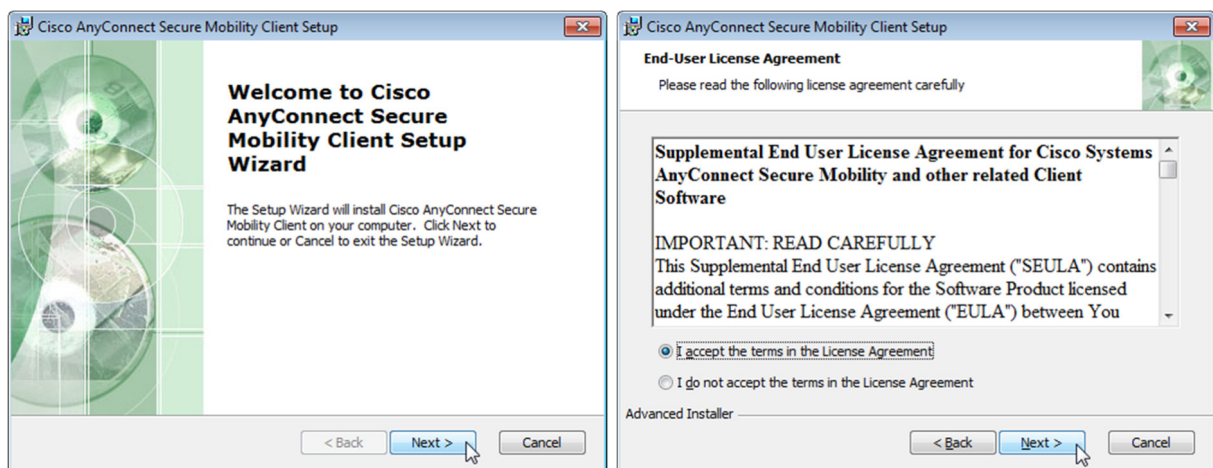 Cisco AnyConnect Secure Mobility Client Setup
Welcome to Cisco
AnyConnect Secure
Mobility Client Setup
Wizard
The Setup Wizard will install Cisco AnyConnect Secure
Mobility Client on your computer. Click Next to
continue or Cancel to exit the Setup Wizard.
< Back
Next >
Cancel
Cisco AnyConnect Secure Mobility Client Setup
End-User License Agreement
Please read the following license agreement carefully
Supplemental End User License Agreement for Cisco Systems
AnyConnect Secure Mobility and other related Client
Software
IMPORTANT: READ CAREFULLY
This Supplemental End User License Agreement ("SEULA") contains
additional terms and conditions for the Software Product licensed
under the End User License Agreement ("EULA") between You
I accept the terms in the License Agreement
I do not accept the terms in the License Agreement
Advanced Installer
< Back
Next >
Cancel